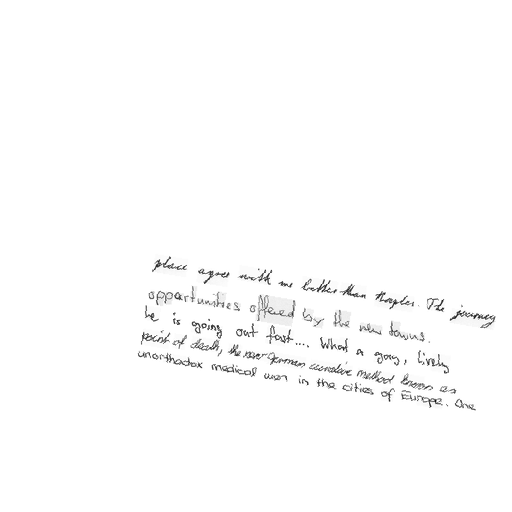 place agree with me better than Naples. The journey
opportunities offered by the new towns.
he is going out fast.... What a gay, lively
point of death, the new German curative method known as
unorthodox medical men in the cities of Europe. One